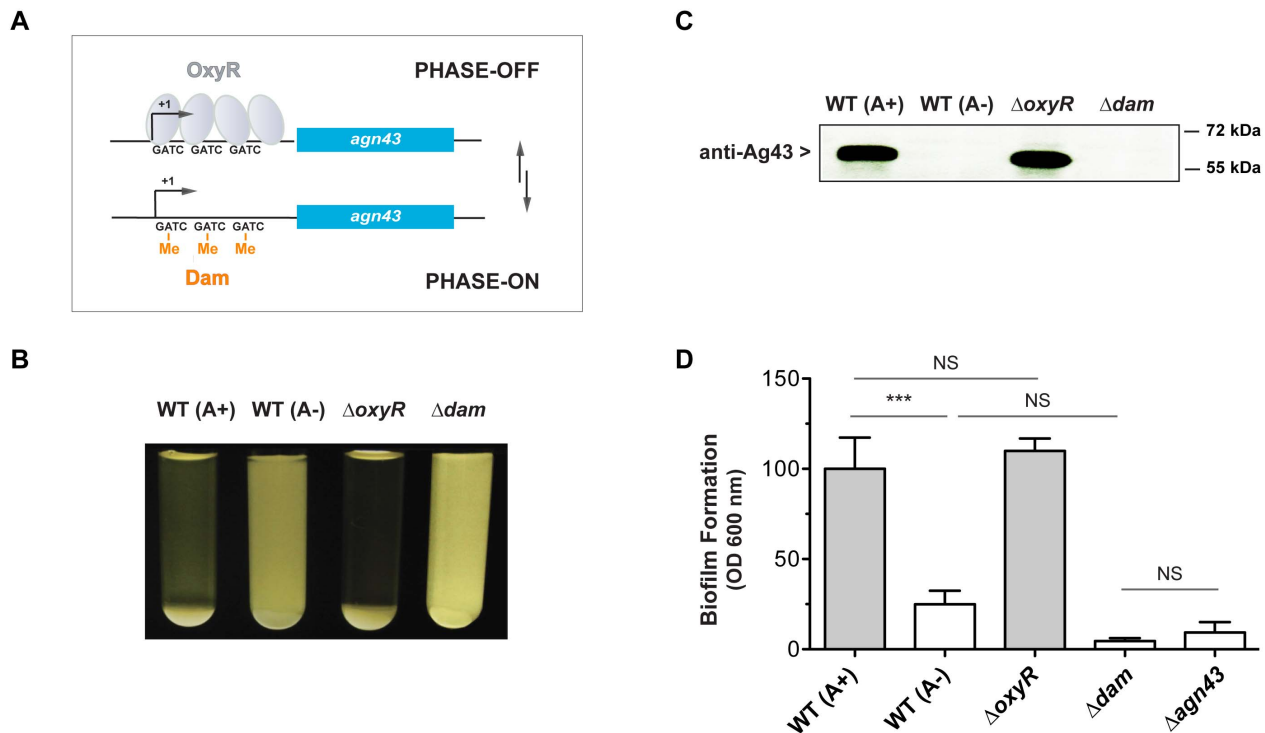 A
OxyR
PHASE-OFF
+1
agn43
GATC GATC GATC
+1
agn43
GATC GATC GATC
Me Me Me
Dam
PHASE-ON
B
WT (A+) WT (A-) ΔoxyR Δdam
C
WT (A+) WT (A-) ΔoxyR Δdam
anti-Ag43 >
72 kDa
55 kDa
D
NS
*** NS
NS
150
100
50
0
Biofilm Formation
(OD 600 nm)
WT (A+) WT (A-) ΔoxyR Δdam Δagn43